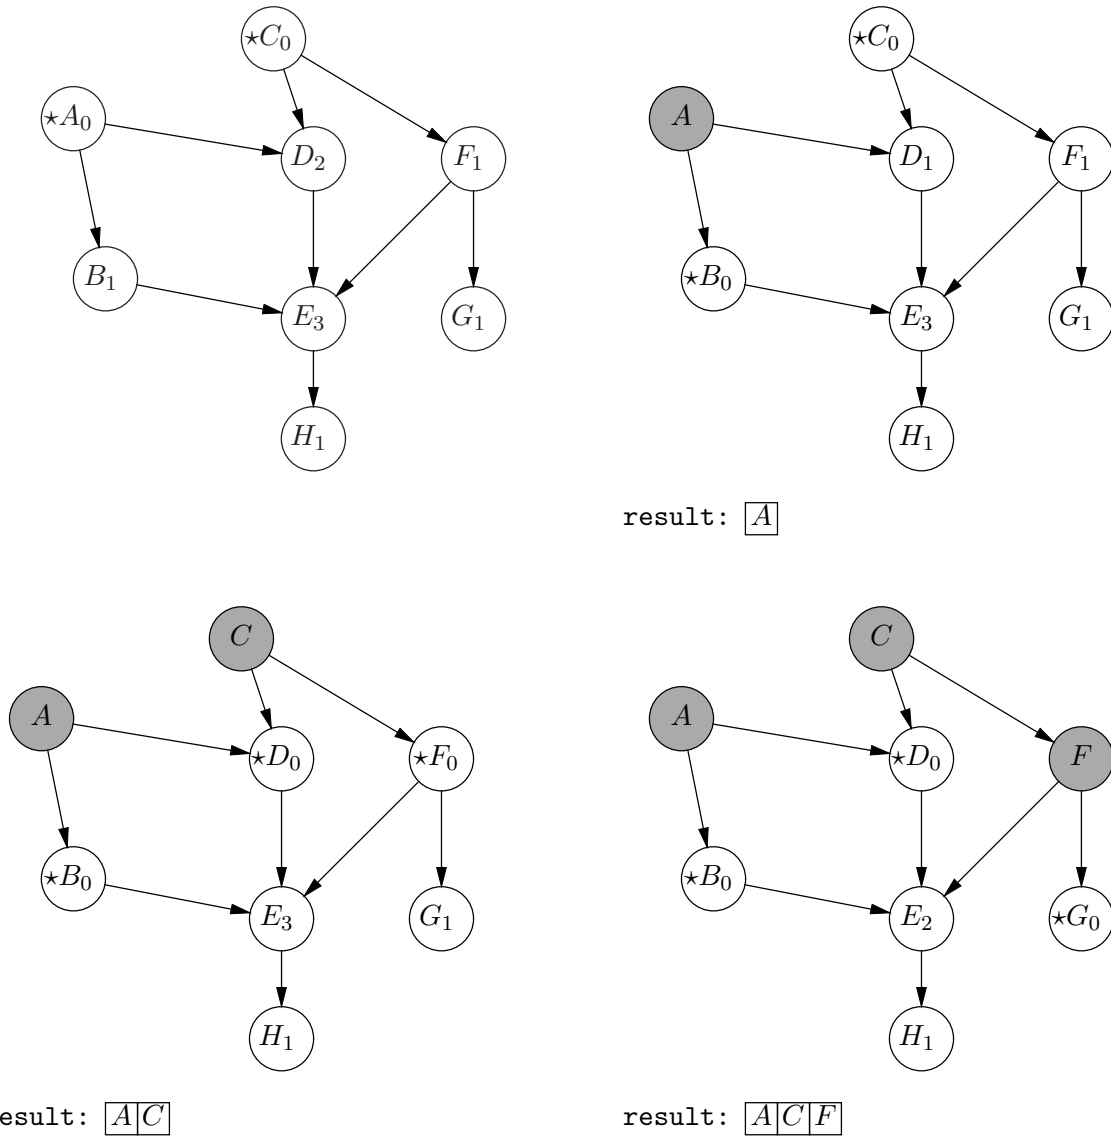 ⋆C₀
⋆A₀
D₂
F₁
B₁
E₃
G₁
H₁
⋆C₀
A
D₁
F₁
⋆B₀
E₃
G₁
H₁
result: A
C
A
⋆D₀
⋆F₀
⋆B₀
E₃
G₁
H₁
esult: A C
C
A
⋆D₀
F
⋆B₀
E₂
⋆G₀
H₁
result: A C F